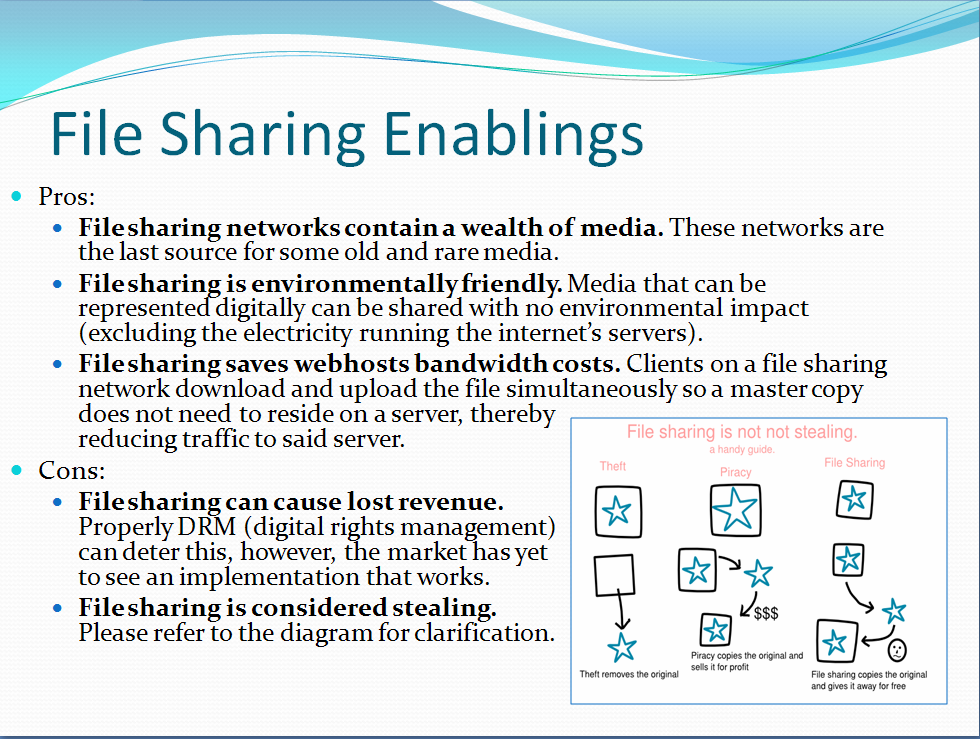 File Sharing Enablings
Pros:
File sharing networks contain a wealth of media. These networks are
the last source for some old and rare media.
File sharing is environmentally friendly. Media that can be
represented digitally can be shared with no environmental impact
(excluding the electricity running the internet's servers).
File sharing saves webhosts bandwidth costs. Clients on a file sharing
network download and upload the file simultaneously so a master copy
does not need to reside on a server, thereby
reducing traffic to said server.
Cons:
File sharing can cause lost revenue.
Properly DRM (digital rights management)
can deter this, however, the market has yet
to see an implementation that works.
File sharing is considered stealing.
Please refer to the diagram for clarification.
File sharing is not not stealing.
a handy guide.
Theft
Piracy
File Sharing
$$$
Theft removes the original
Piracy copies the original and
sells it for profit
File sharing copies the original
and gives it away for free